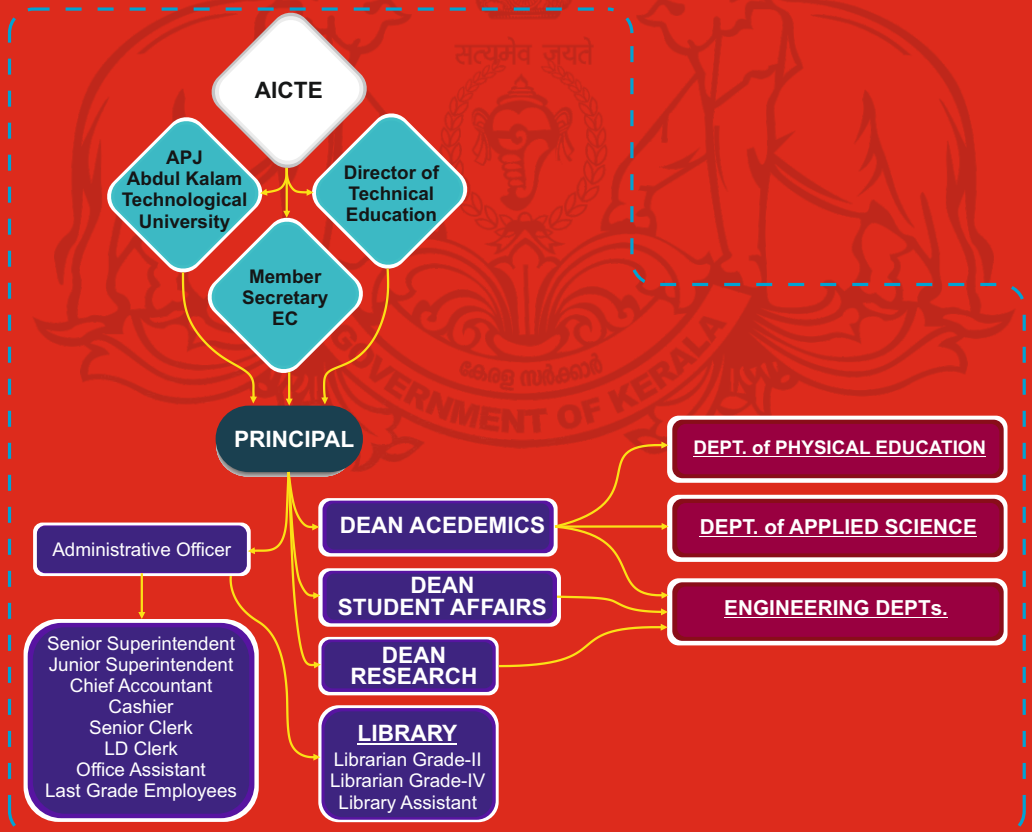 सत्यमेव जयते
AICTE
APJ
Abdul Kalam
Technological
University
Director of
Technical
Education
Member
Secretary
EC
കേരള സർക്കാർ
GOVERNMENT OF KERALA
PRINCIPAL
DEPT. of PHYSICAL EDUCATION
DEAN ACEDEMICS
DEPT. of APPLIED SCIENCE
Administrative Officer
DEAN
STUDENT AFFAIRS
ENGINEERING DEPTs.
DEAN
RESEARCH
Senior Superintendent
Junior Superintendent
Chief Accountant
Cashier
Senior Clerk
LD Clerk
Office Assistant
Last Grade Employees
LIBRARY
Librarian Grade-II
Librarian Grade-IV
Library Assistant